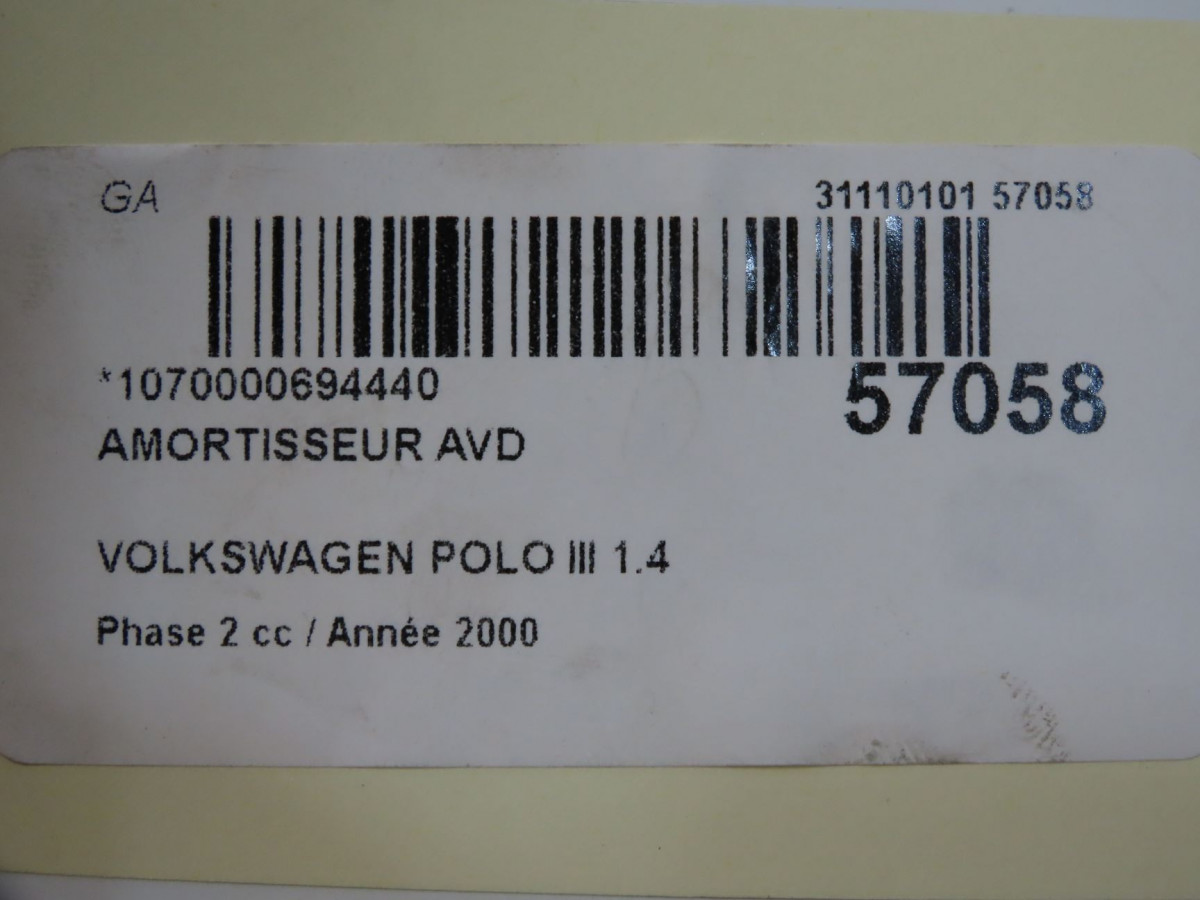 GA 31110101 57058
*1070000694440 57058
AMORTISSEUR AVD
VOLKSWAGEN POLO III 1.4
Phase 2 cc / Année 2000